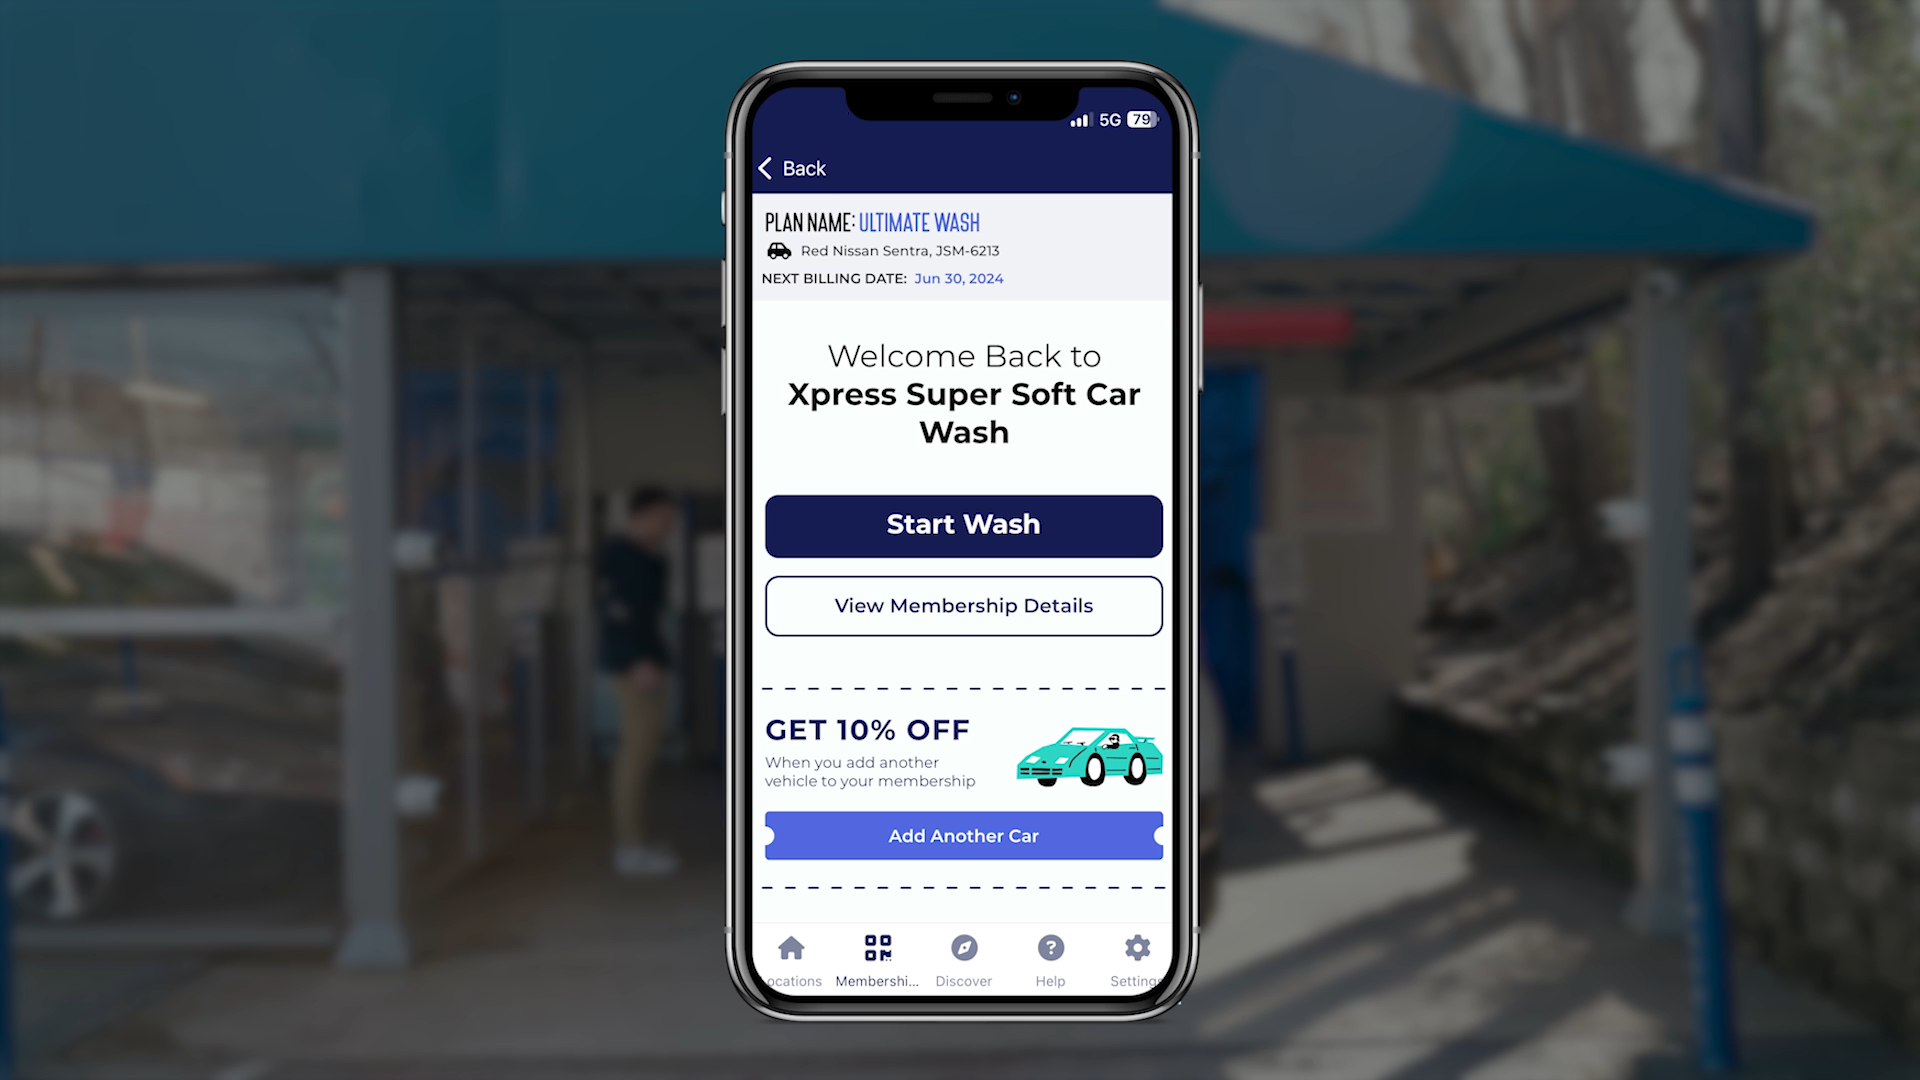 5G 79
Back
PLAN NAME: ULTIMATE WASH
Red Nissan Sentra, JSM-6213
NEXT BILLING DATE: Jun 30, 2024
Welcome Back to
Xpress Super Soft Car
Wash
Start Wash
View Membership Details
GET 10% OFF
When you add another
vehicle to your membership
Add Another Car
ocations Membershi... Discover Help Settings